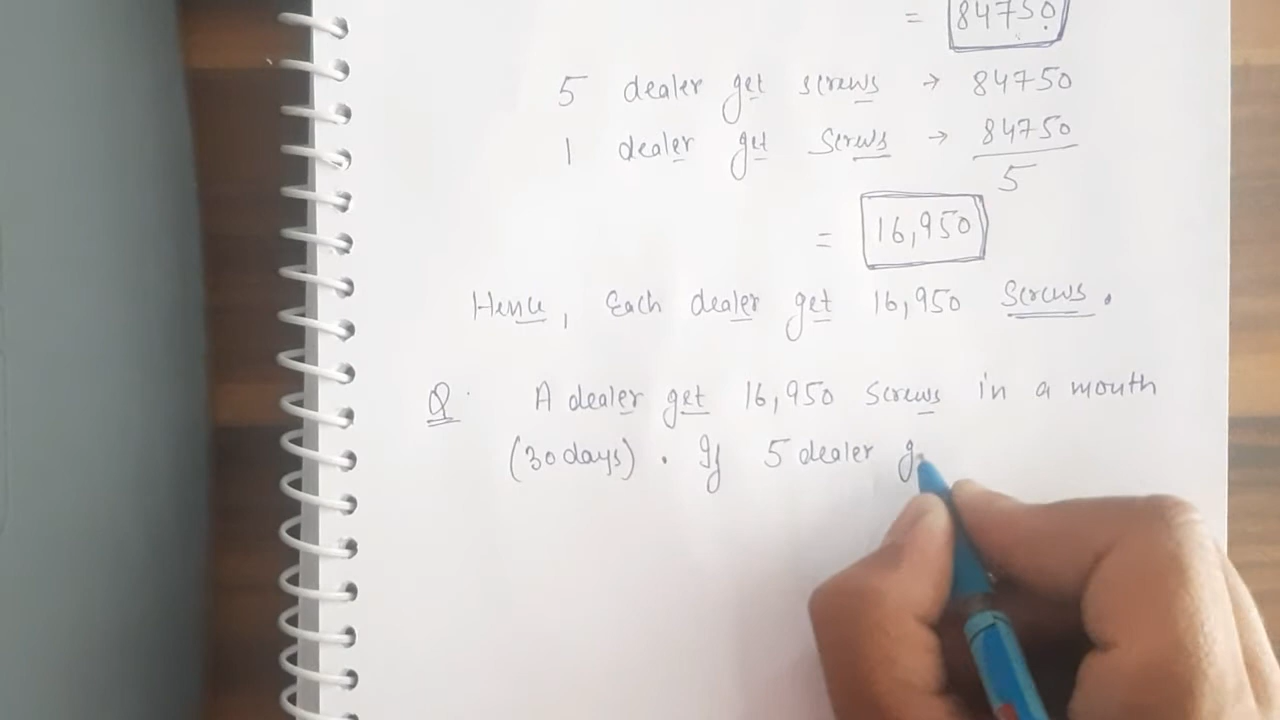 = 84750
5 dealer get screws → 84750
1 dealer get Screws → 84750
5
= 16,950
Hence, Each dealer get 16,950 Screws.
Q. A dealer get 16,950 Screws in a mouth
(30 days). If 5 dealer g